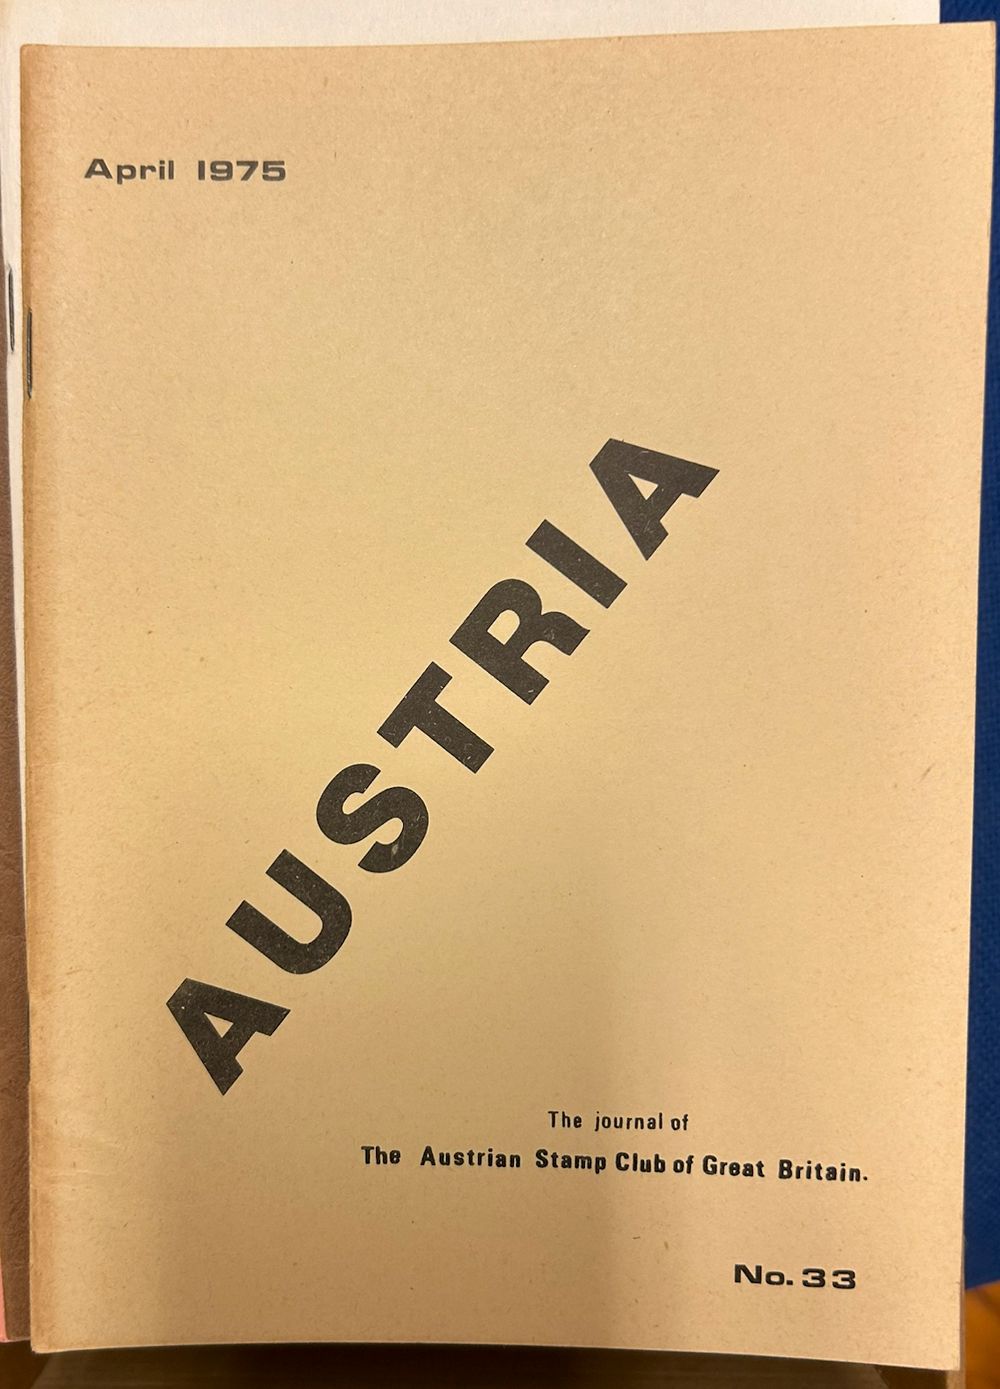 April 1975
AUSTRIA
The journal of
The Austrian Stamp Club of Great Britain.
No. 33